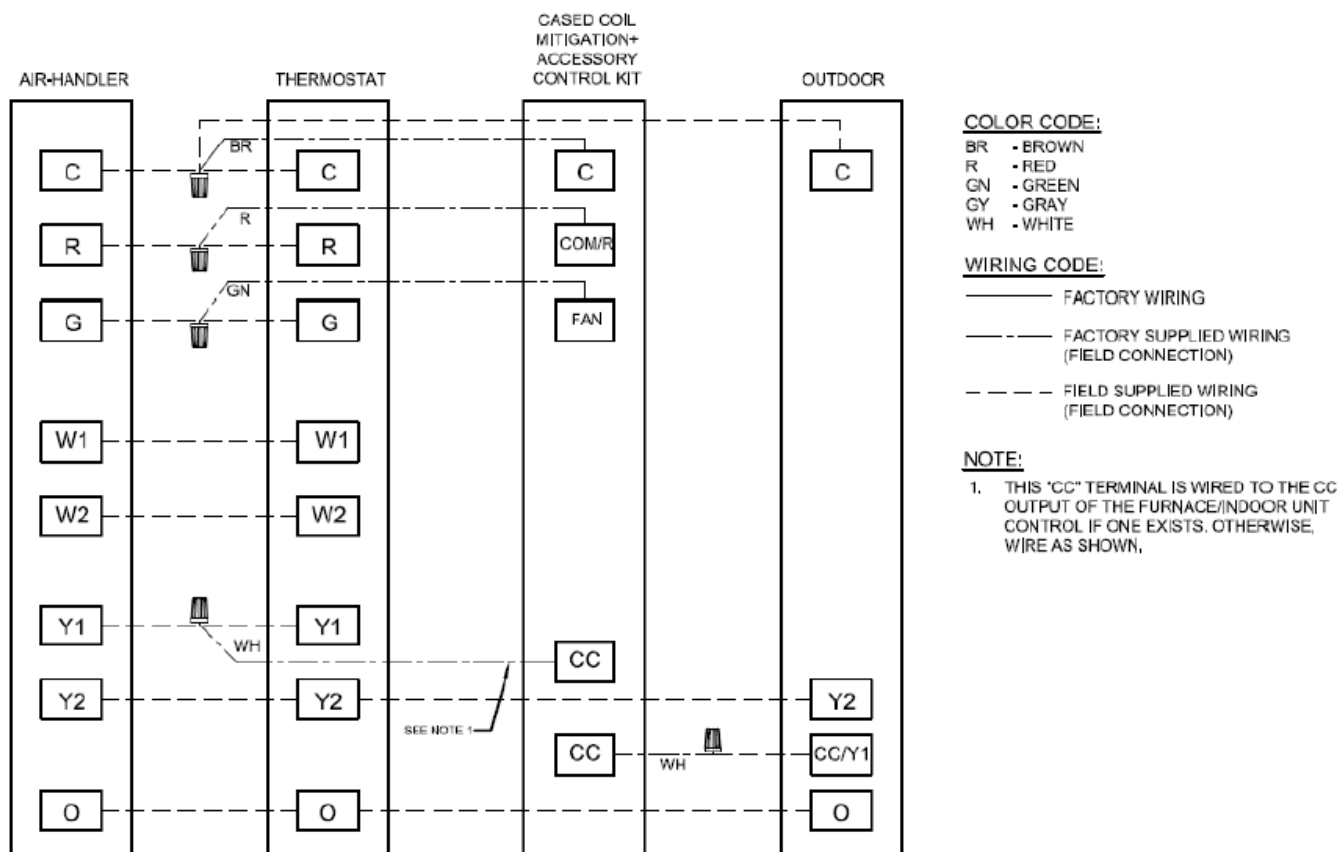 CASED COIL
MITIGATION+
ACCESSORY
CONTROL KIT
AIR-HANDLER
THERMOSTAT
OUTDOOR
C
BR
C
C
C
R
R
R
COM/R
G
GN
G
FAN
W1
W1
W2
W2
Y1
Y1
WH
CC
Y2
Y2
Y2
SEE NOTE 1
CC
WH
CC/Y1
O
O
O
COLOR CODE:
BR - BROWN
R - RED
GN - GREEN
GY - GRAY
WH - WHITE
WIRING CODE:
FACTORY WIRING
FACTORY SUPPLIED WIRING
(FIELD CONNECTION)
FIELD SUPPLIED WIRING
(FIELD CONNECTION)
NOTE:
1. THIS "CC" TERMINAL IS WIRED TO THE CC
OUTPUT OF THE FURNACE/INDOOR UNIT
CONTROL IF ONE EXISTS. OTHERWISE,
WIRE AS SHOWN.